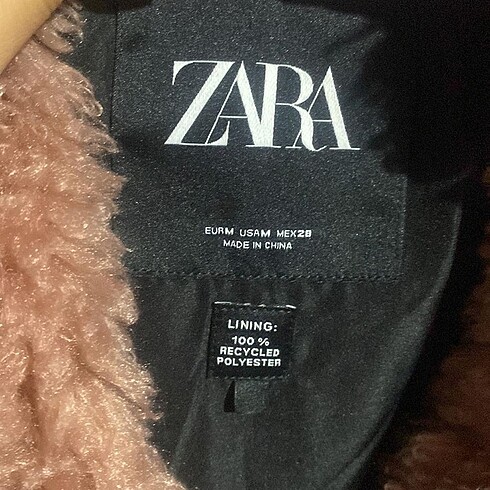 ZARA
EUR M USA M MEX 28
MADE IN CHINA
LINING:
100 %
RECYCLED
POLYESTER